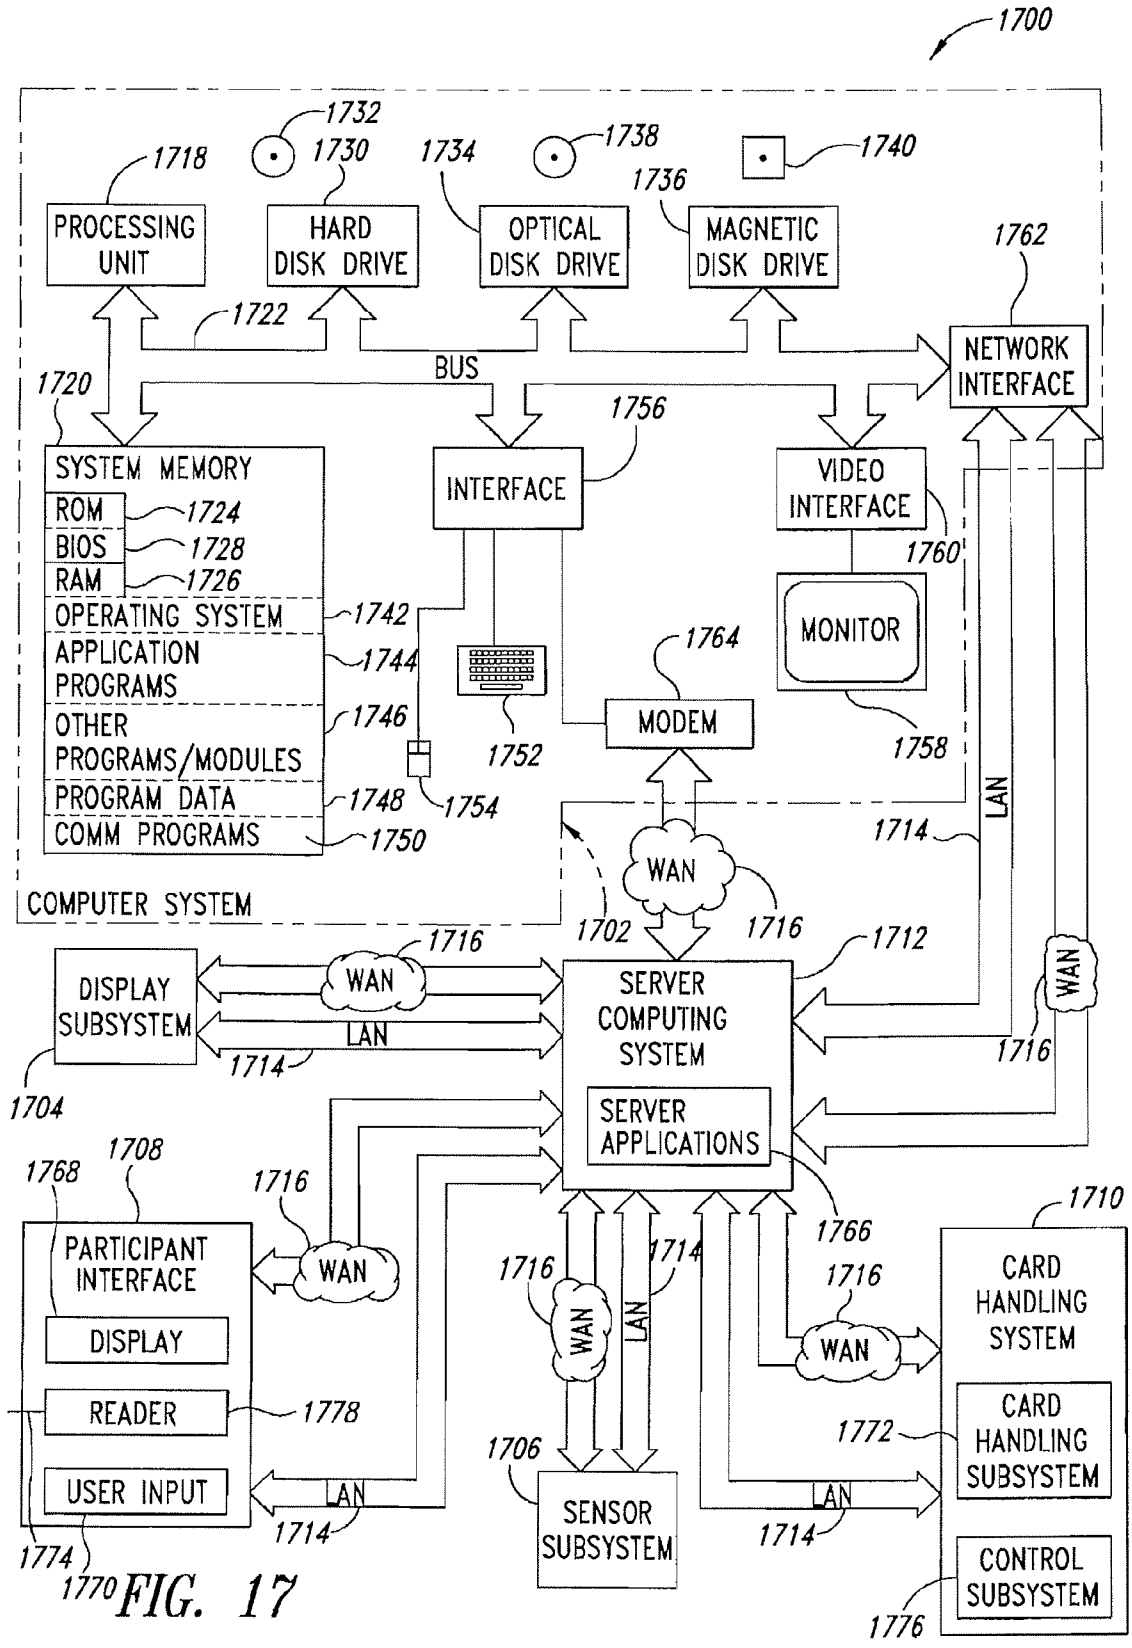 1700
1732
1718
1730
1734
1738
1740
1736
1762
PROCESSING
UNIT
HARD
DISK DRIVE
OPTICAL
DISK DRIVE
MAGNETIC
DISK DRIVE
1722
BUS
NETWORK
INTERFACE
1720
1756
SYSTEM MEMORY
ROM
1724
BIOS
1728
RAM
1726
OPERATING SYSTEM
1742
APPLICATION
PROGRAMS
1744
OTHER
PROGRAMS/MODULES
1746
PROGRAM DATA
1748
COMM PROGRAMS
1750
INTERFACE
VIDEO
INTERFACE
1760
MONITOR
1764
MODEM
1752
1754
1758
LAN
1714
WAN
1716
COMPUTER SYSTEM
1702
1716
1712
DISPLAY
SUBSYSTEM
WAN
LAN
1714
1704
SERVER
COMPUTING
SYSTEM
SERVER
APPLICATIONS
WAN
1716
1708
1768
1716
1766
1710
PARTICIPANT
INTERFACE
WAN
DISPLAY
READER
1778
USER INPUT
LAN
1714
1774
1770
1716
WAN
1714
LAN
1706
SENSOR
SUBSYSTEM
1716
WAN
LAN
1714
CARD
HANDLING
SYSTEM
1772
CARD
HANDLING
SUBSYSTEM
CONTROL
SUBSYSTEM
1776
FIG. 17